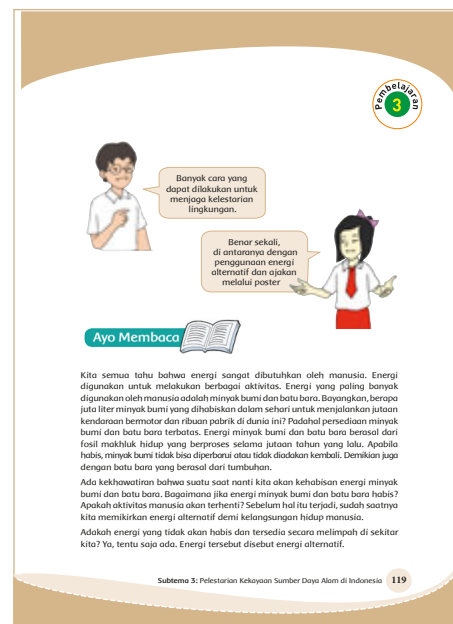 Pembelajaran
3
Banyak cara yang
dapat dilakukan untuk
menjaga kelestarian
lingkungan.
Benar sekali,
di antaranya dengan
penggunaan energi
alternatif dan ajakan
melalui poster
Ayo Membaca
Kita semua tahu bahwa energi sangat dibutuhkan oleh manusia. Energi
digunakan untuk melakukan berbagai aktivitas. Energi yang paling banyak
digunakan oleh manusia adalah minyak bumi dan batu bara. Bayangkan, berapa
juta liter minyak bumi yang dihabiskan dalam sehari untuk menjalankan jutaan
kendaraan bermotor dan ribuan pabrik di dunia ini? Padahal persediaan minyak
bumi dan batu bara terbatas. Energi minyak bumi dan batu bara berasal dari
fosil makhluk hidup yang berproses selama jutaan tahun yang lalu. Apabila
habis, minyak bumi tidak bisa diperbarui atau tidak diadakan kembali. Demikian juga
dengan batu bara yang berasal dari tumbuhan.
Ada kekhawatiran bahwa suatu saat nanti kita akan kehabisan energi minyak
bumi dan batu bara. Bagaimana jika energi minyak bumi dan batu bara habis?
Apakah aktivitas manusia akan terhenti? Sebelum hal itu terjadi, sudah saatnya
kita memikirkan energi alternatif demi kelangsungan hidup manusia.
Adakah energi yang tidak akan habis dan tersedia secara melimpah di sekitar
kita? Ya, tentu saja ada. Energi tersebut disebut energi alternatif.
Subtema 3: Pelestarian Kekayaan Sumber Daya Alam di Indonesia 119